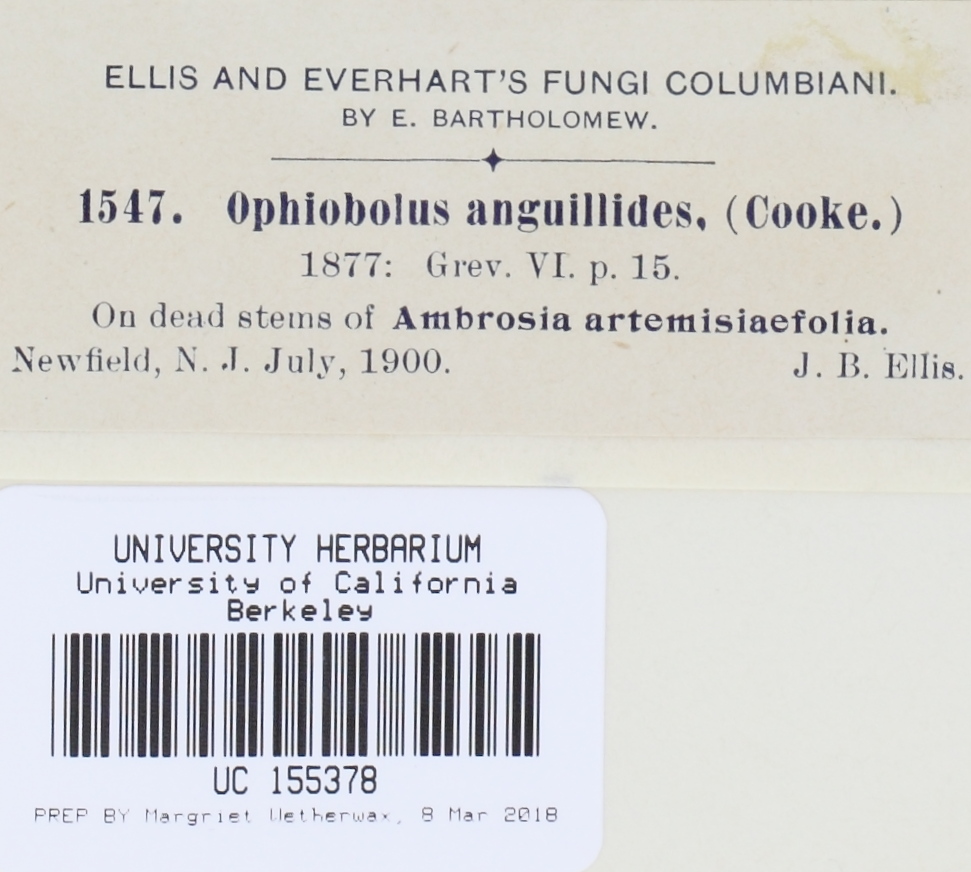 ELLIS AND EVERHART'S FUNGI COLUMBIANI.
BY E. BARTHOLOMEW.
1547. Ophiobolus anguillides, (Cooke.)
1877: Grev. VI. p. 15.
On dead stems of Ambrosia artemisiaefolia.
Newfield, N. J. July, 1900. J. B. Ellis.
UNIVERSITY HERBARIUM
University of California
Berkeley
UC 155378
PREP BY Margriet Wetherwax, 8 Mar 2018